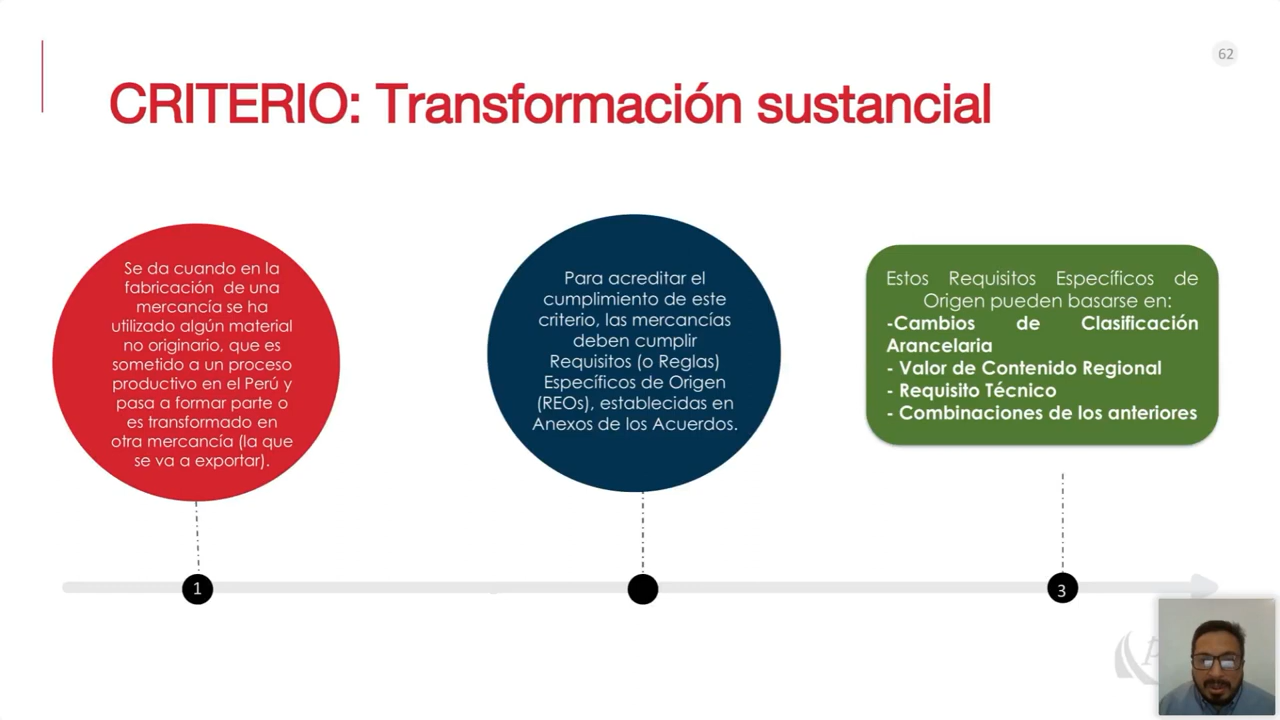 62
CRITERIO: Transformación sustancial
Se da cuando en la
fabricación de una
mercancía se ha
utilizado algún material
no originario, que es
sometido a un proceso
productivo en el Perú y
pasa a formar parte o
es transformado en
otra mercancía (la que
se va a exportar).
Para acreditar el
cumplimiento de este
criterio, las mercancías
deben cumplir
Requisitos (o Reglas)
Específicos de Origen
(REOs), establecidas en
Anexos de los Acuerdos.
Estos Requisitos Específicos de
Origen pueden basarse en:
-Cambios de Clasificación
Arancelaria
- Valor de Contenido Regional
- Requisito Técnico
- Combinaciones de los anteriores
1
3